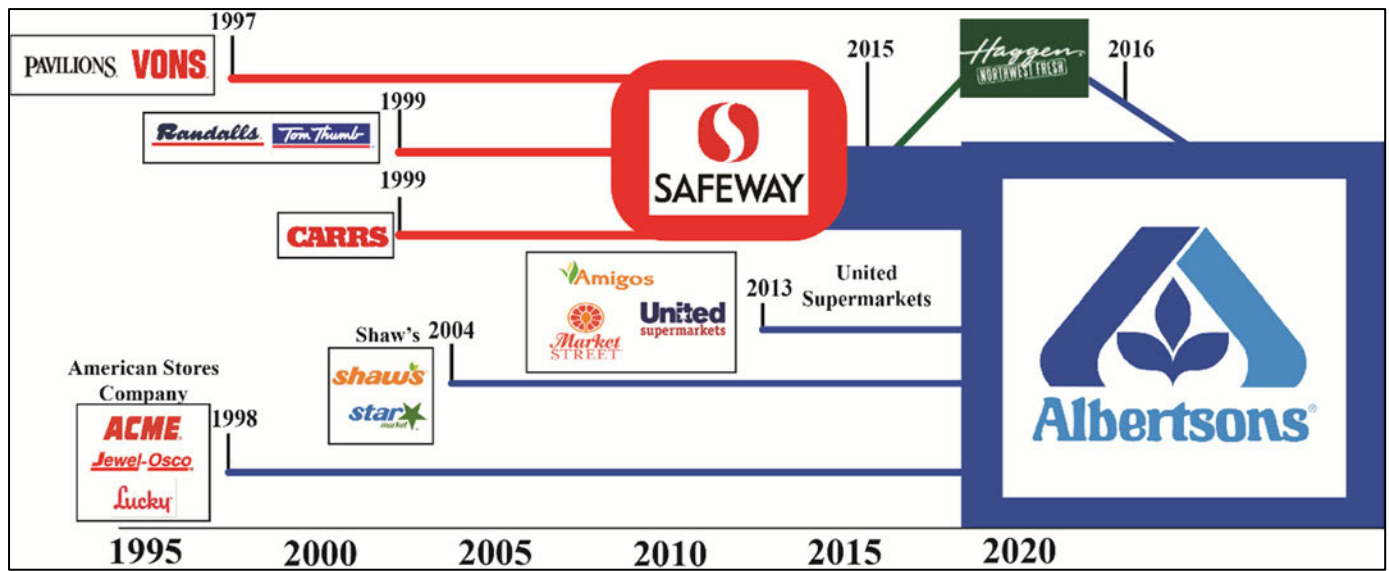 1997
PAVILIONS. VONS.
1999
Randalls. Tom Thumb
1999
CARRS
SAFEWAY
2015
Haggen.
NORTHWEST FRESH
2016
Amigos
United
supermarkets
Market
STREET
2013
United
Supermarkets
Shaw's 2004
shaw's
star
market
American Stores
Company
1998
ACME
Jewel-Osco
Lucky
Albertsons®
1995 2000 2005 2010 2015 2020